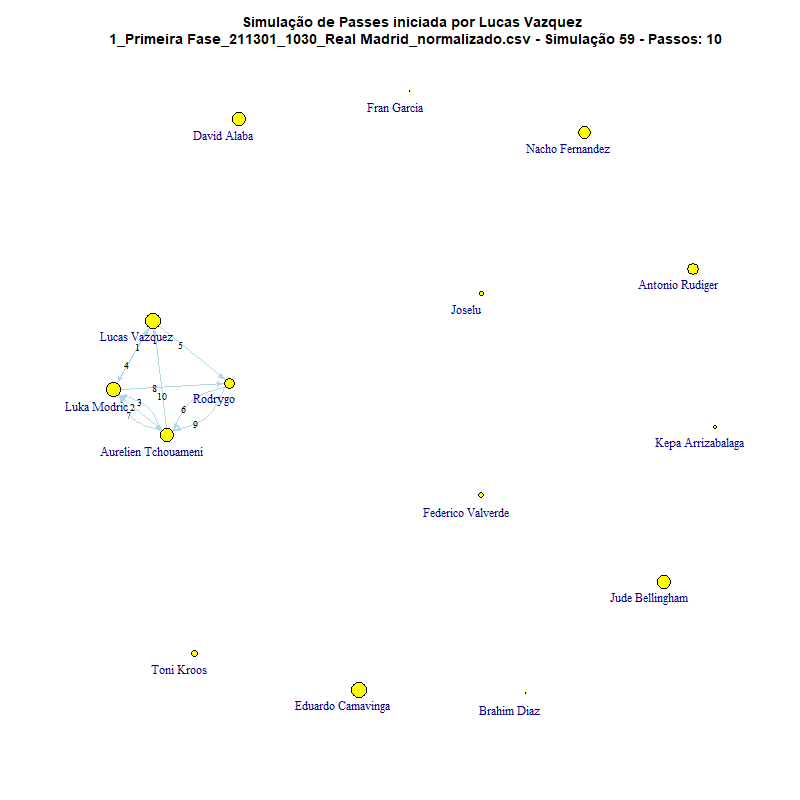 Simulação de Passes iniciada por Lucas Vazquez
1_Primeira Fase_211301_1030_Real Madrid_normalizado.csv - Simulação 59 - Passos: 10
Fran Garcia
David Alaba
Nacho Fernandez
Antonio Rudiger
Joselu
Lucas Vazquez
1
5
4
8
10
Rodrygo
Luka Modric
2
3
6
7
9
Aurelien Tchouameni
Kepa Arrizabalaga
Federico Valverde
Jude Bellingham
Toni Kroos
Eduardo Camavinga
Brahim Diaz